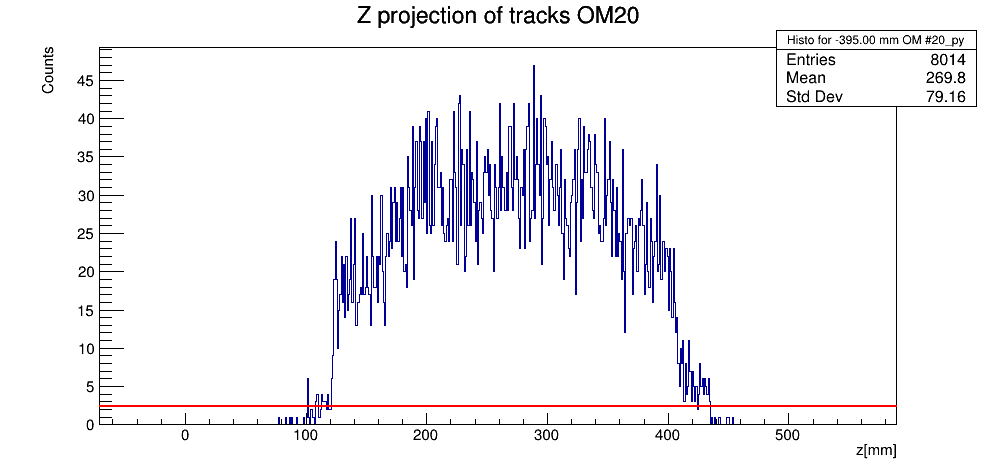 Z projection of tracks OM20
Histo for -395.00 mm OM #20_py
Entries 8014
Mean 269.8
Std Dev 79.16
Counts
45
40
35
30
25
20
15
10
5
0
0 100 200 300 400 500
z[mm]